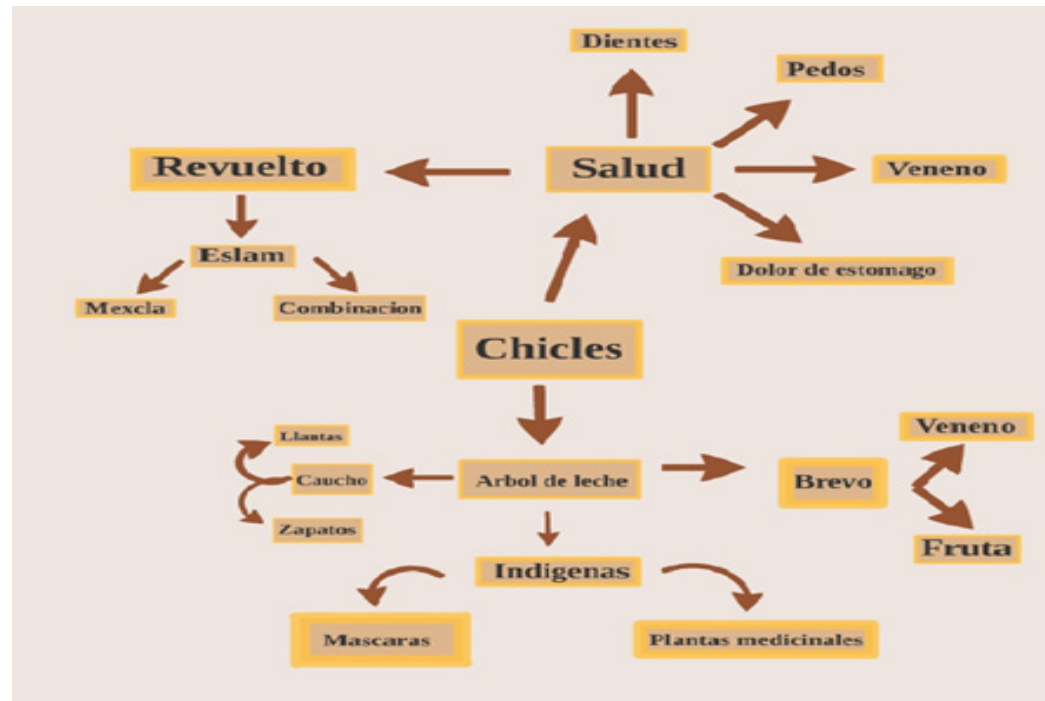 Dientes
Pedos
Revuelto
Salud
Veneno
Eslam
Dolor de estomago
Mexcla
Combinacion
Chicles
Veneno
Llantas
Caucho
Arbol de leche
Brevo
Zapatos
Fruta
Indigenas
Mascaras
Plantas medicinales